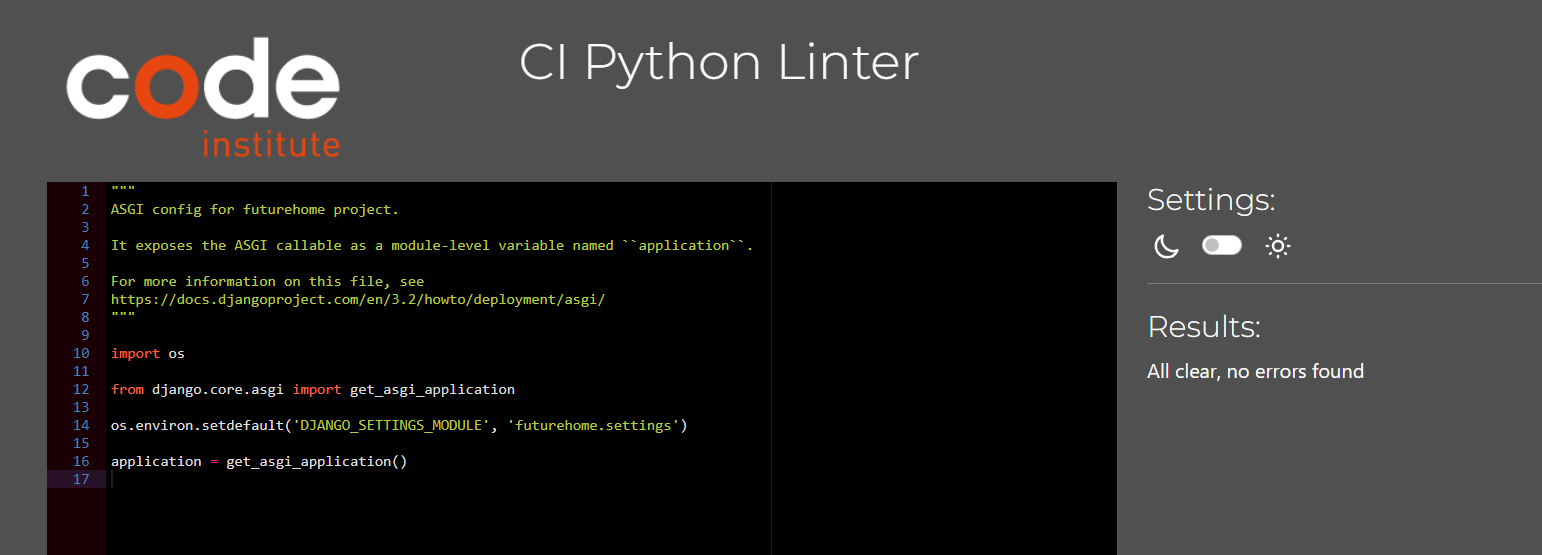 code
institute
CI Python Linter
1 """
2 ASGI config for futurehome project.
3
4 It exposes the ASGI callable as a module-level variable named ``application``.
5
6 For more information on this file, see
7 https://docs.djangoproject.com/en/3.2/howto/deployment/asgi/
8 """
9
10 import os
11
12 from django.core.asgi import get_asgi_application
13
14 os.environ.setdefault('DJANGO_SETTINGS_MODULE', 'futurehome.settings')
15
16 application = get_asgi_application()
17
Settings:
Results:
All clear, no errors found